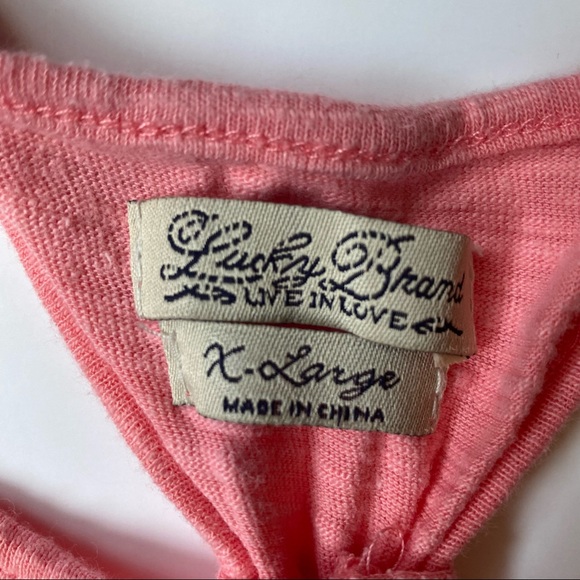 Lucky Brand
LIVE IN LOVE
X-Large
MADE IN CHINA